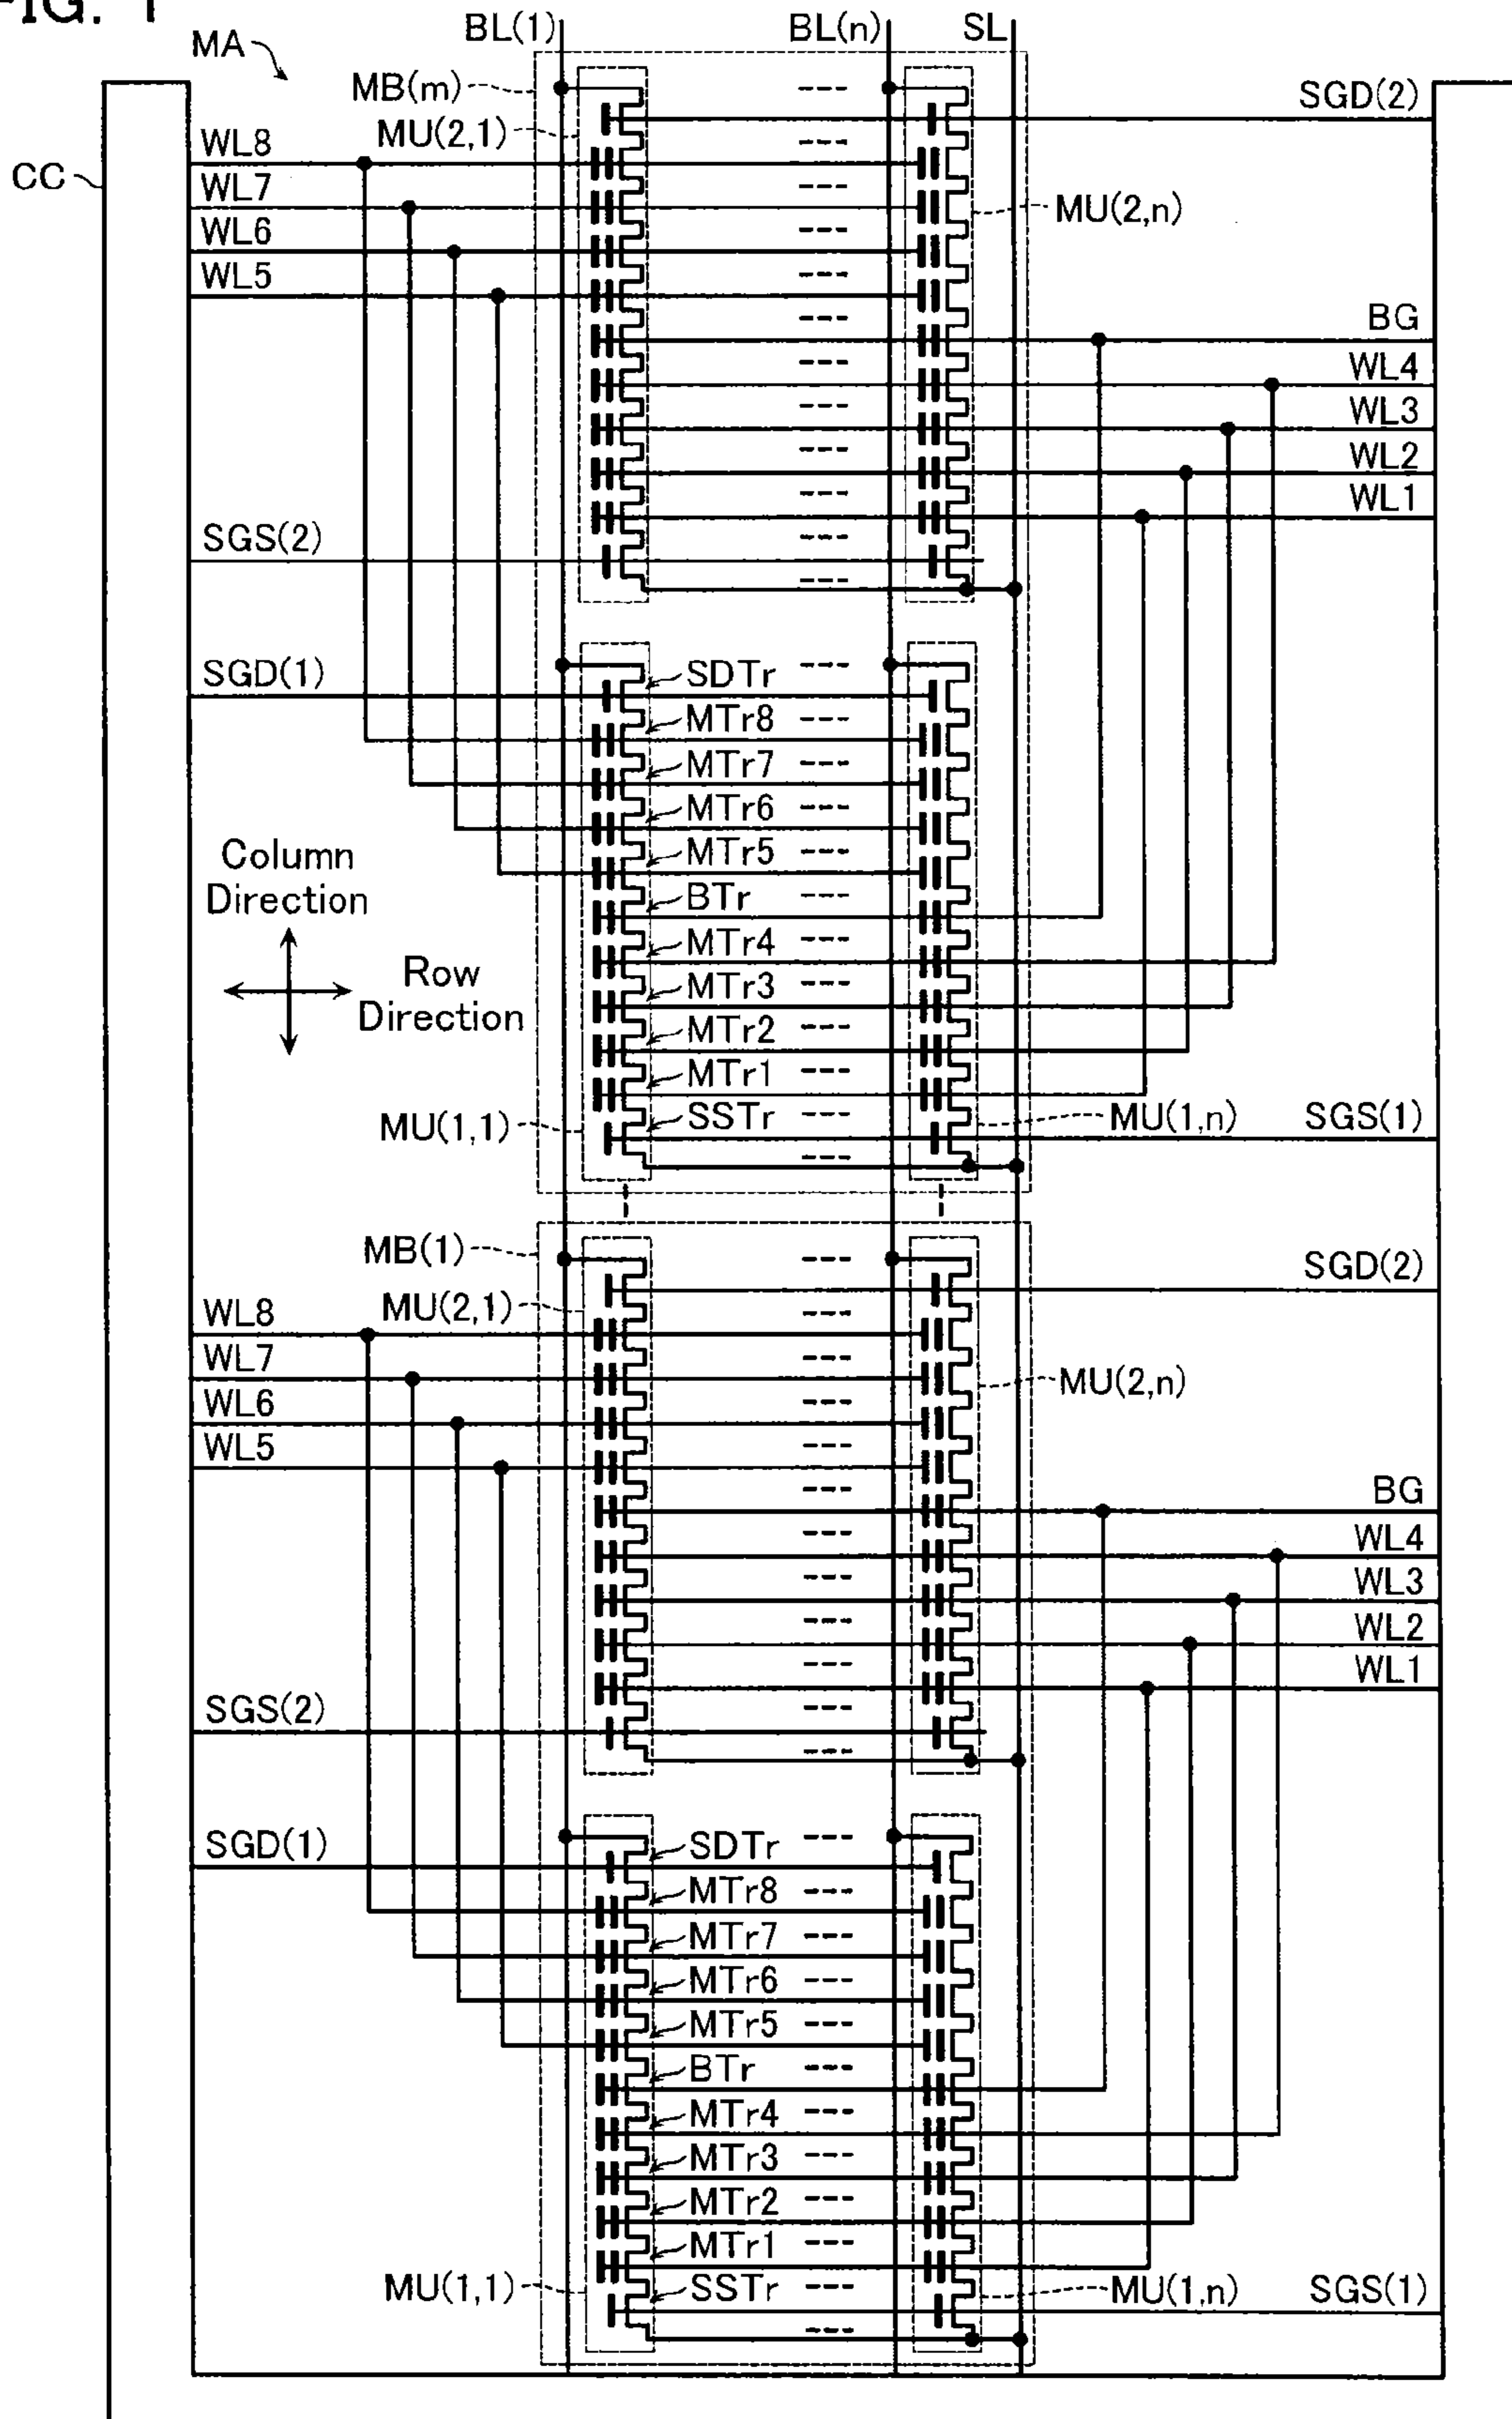 FIG. 1
BL(1)
BL(n)
SL
MA
MB(m)
SGD(2)
MU(2,1)
WL8
CC
WL7
MU(2,n)
WL6
WL5
BG
WL4
WL3
WL2
WL1
SGS(2)
SGD(1)
SDTr
MTr8
MTr7
MTr6
MTr5
Column
Direction
BTr
MTr4
Row
Direction
MTr3
MTr2
MTr1
MU(1,1)
SSTr
MU(1,n)
SGS(1)
MB(1)
SGD(2)
MU(2,1)
WL8
WL7
MU(2,n)
WL6
WL5
BG
WL4
WL3
WL2
WL1
SGS(2)
SGD(1)
SDTr
MTr8
MTr7
MTr6
MTr5
BTr
MTr4
MTr3
MTr2
MTr1
MU(1,1)
SSTr
MU(1,n)
SGS(1)